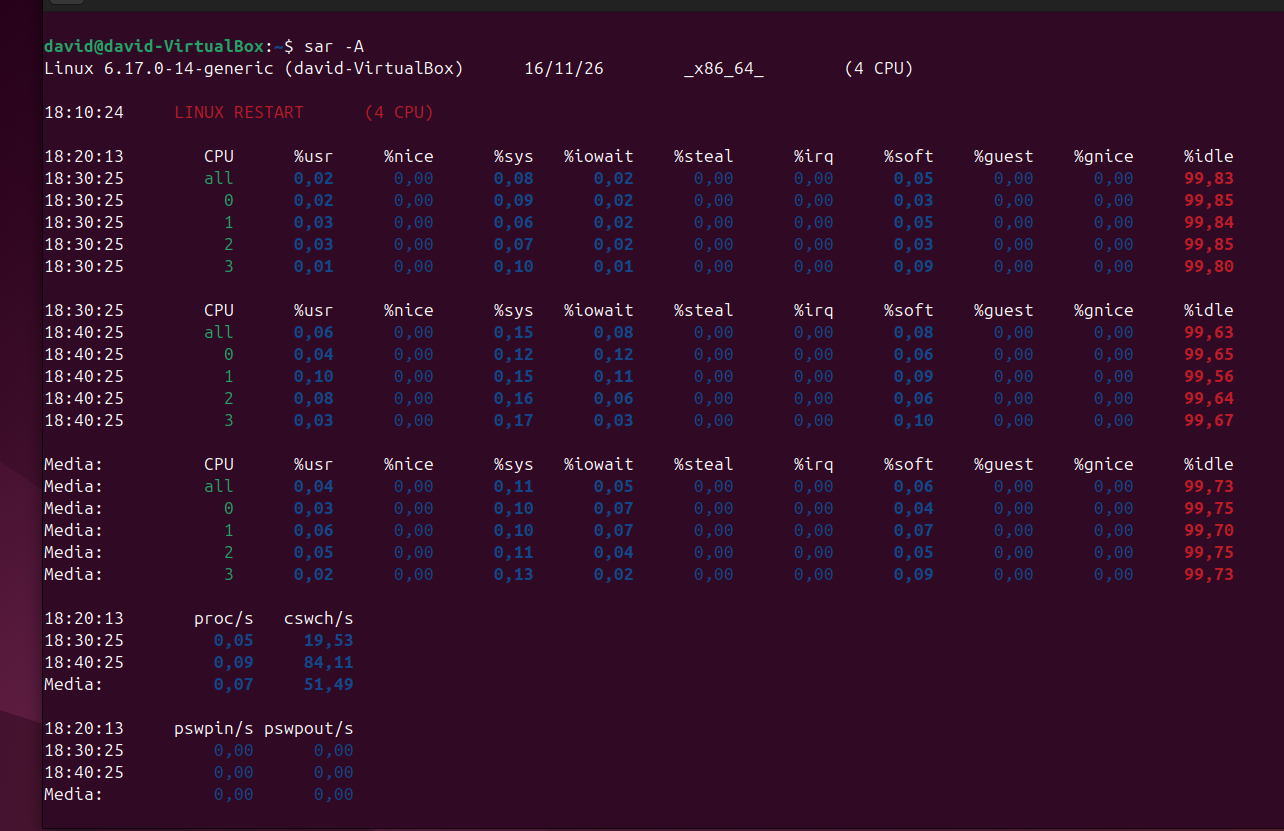 david@david-VirtualBox:~$ sar -A
Linux 6.17.0-14-generic (david-VirtualBox) 16/11/26 _x86_64_ (4 CPU)
18:10:24 LINUX RESTART (4 CPU)
18:20:13 CPU %usr %nice %sys %iowait %steal %irq %soft %guest %gnice %idle
18:30:25 all 0,02 0,00 0,08 0,02 0,00 0,00 0,05 0,00 0,00 99,83
18:30:25 0 0,02 0,00 0,09 0,02 0,00 0,00 0,03 0,00 0,00 99,85
18:30:25 1 0,03 0,00 0,06 0,02 0,00 0,00 0,05 0,00 0,00 99,84
18:30:25 2 0,03 0,00 0,07 0,02 0,00 0,00 0,03 0,00 0,00 99,85
18:30:25 3 0,01 0,00 0,10 0,01 0,00 0,00 0,09 0,00 0,00 99,80
18:30:25 CPU %usr %nice %sys %iowait %steal %irq %soft %guest %gnice %idle
18:40:25 all 0,06 0,00 0,15 0,08 0,00 0,00 0,08 0,00 0,00 99,63
18:40:25 0 0,04 0,00 0,12 0,12 0,00 0,00 0,06 0,00 0,00 99,65
18:40:25 1 0,10 0,00 0,15 0,11 0,00 0,00 0,09 0,00 0,00 99,56
18:40:25 2 0,08 0,00 0,16 0,06 0,00 0,00 0,06 0,00 0,00 99,64
18:40:25 3 0,03 0,00 0,17 0,03 0,00 0,00 0,10 0,00 0,00 99,67
Media: CPU %usr %nice %sys %iowait %steal %irq %soft %guest %gnice %idle
Media: all 0,04 0,00 0,11 0,05 0,00 0,00 0,06 0,00 0,00 99,73
Media: 0 0,03 0,00 0,10 0,07 0,00 0,00 0,04 0,00 0,00 99,75
Media: 1 0,06 0,00 0,10 0,07 0,00 0,00 0,07 0,00 0,00 99,70
Media: 2 0,05 0,00 0,11 0,04 0,00 0,00 0,05 0,00 0,00 99,75
Media: 3 0,02 0,00 0,13 0,02 0,00 0,00 0,09 0,00 0,00 99,73
18:20:13 proc/s cswch/s
18:30:25 0,05 19,53
18:40:25 0,09 84,11
Media: 0,07 51,49
18:20:13 pswpin/s pswpout/s
18:30:25 0,00 0,00
18:40:25 0,00 0,00
Media: 0,00 0,00